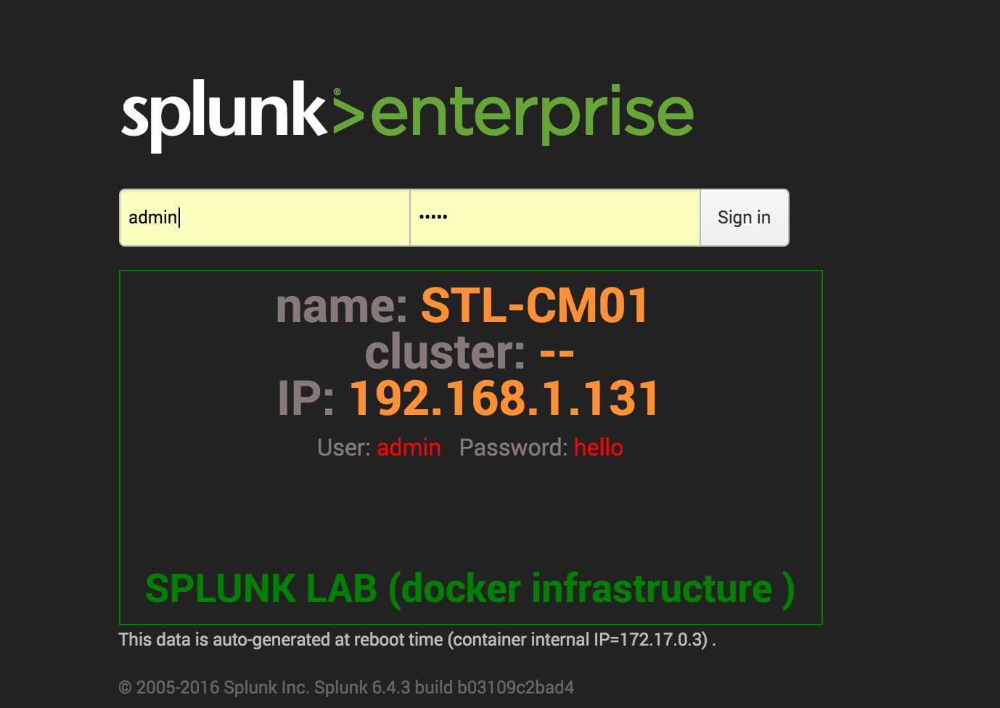 splunk®>enterprise
admin ••••• Sign in
name: STL-CM01
cluster: --
IP: 192.168.1.131
User: admin Password: hello
SPLUNK LAB (docker infrastructure )
This data is auto-generated at reboot time (container internal IP=172.17.0.3) .
© 2005-2016 Splunk Inc. Splunk 6.4.3 build b03109c2bad4